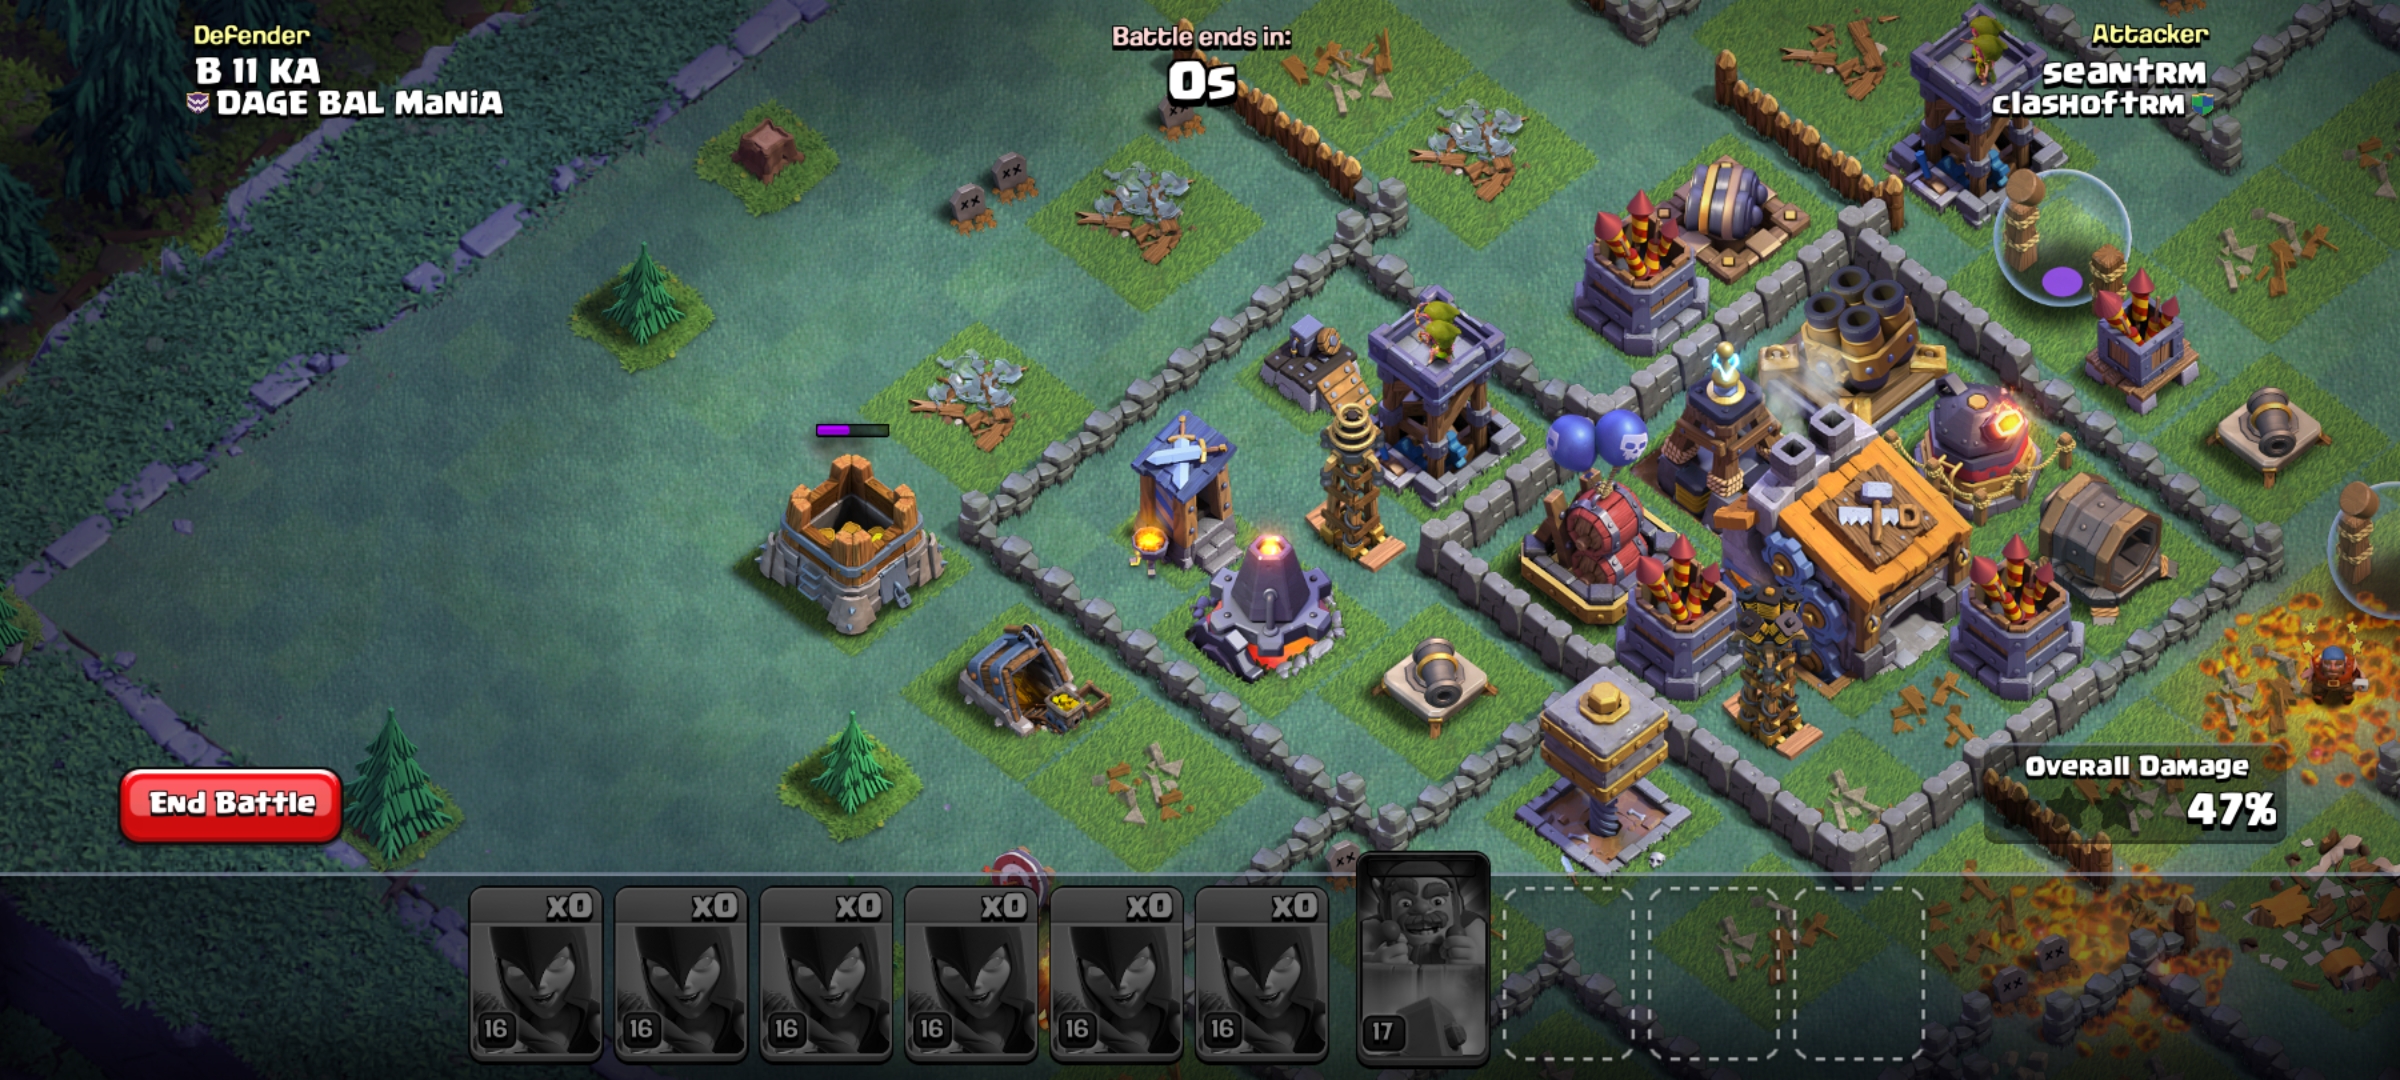 Defender
B 11 KA
DAGE BAL MaNiA
Battle ends in:
0s
Attacker
seantRM
clashoftRM
End Battle
Overall Damage
47%
x0
x0
x0
x0
x0
x0
16
16
16
16
16
16
17